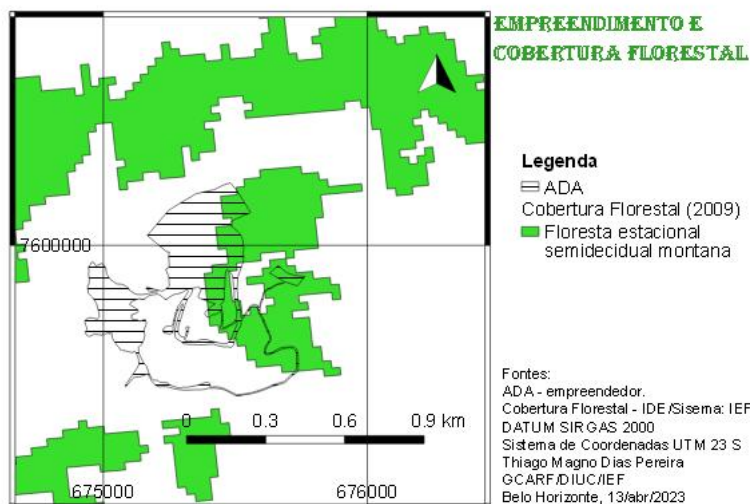 EMPREENDIMENTO E
COBERTURA FLORESTAL
Legenda
ADA
Cobertura Florestal (2009)
Floresta estacional
semidecidual montana
7600000
0 0.3 0.6 0.9 km
675000 676000
Fontes:
ADA - empreendedor.
Cobertura Florestal - IDE/Sisema: IEF
DATUM SIRGAS 2000
Sistema de Coordenadas UTM 23 S
Thiago Magno Dias Pereira
GCARF/DIUC/IEF
Belo Horizonte, 13/abr/2023